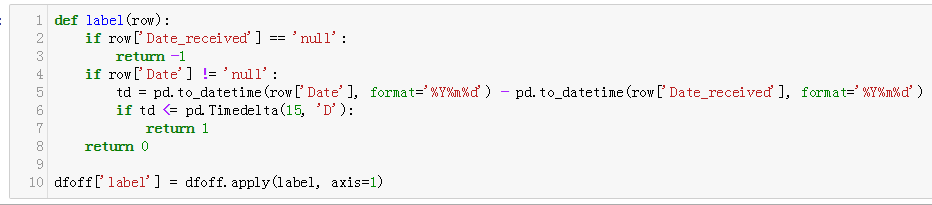 1 def label(row):
2     if row['Date_received'] == 'null':
3         return -1
4     if row['Date'] != 'null':
5         td = pd.to_datetime(row['Date'], format='%Y%m%d') - pd.to_datetime(row['Date_received'], format='%Y%m%d')
6         if td <= pd.Timedelta(15, 'D'):
7             return 1
8     return 0
9
10 dfoff['label'] = dfoff.apply(label, axis=1)